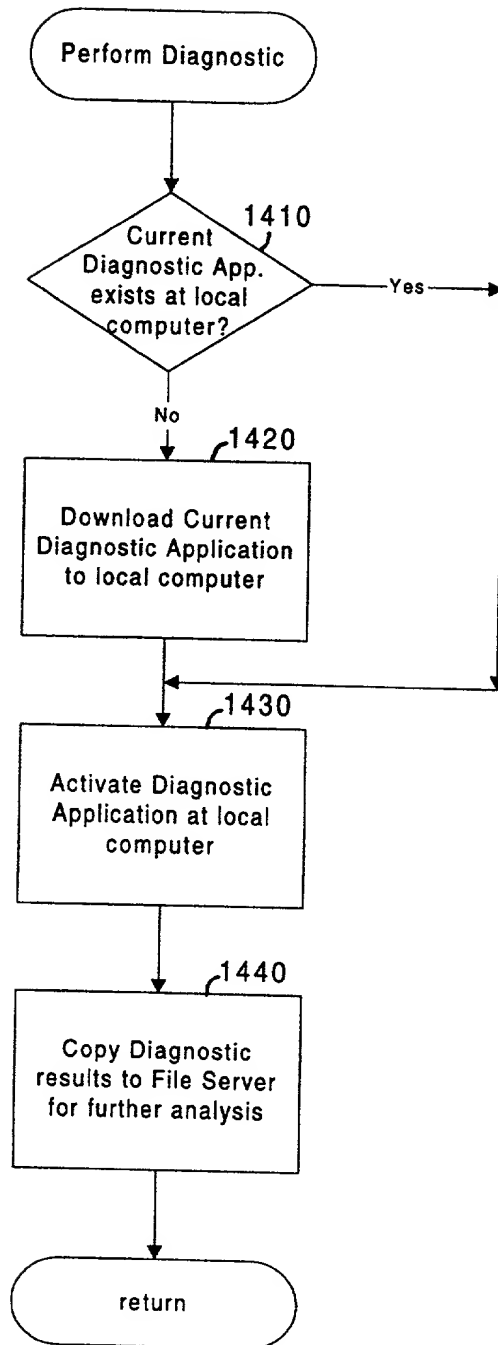 Perform Diagnostic
1410
Current
Diagnostic App.
exists at local
computer?
Yes
No
1420
Download Current
Diagnostic Application
to local computer
1430
Activate Diagnostic
Application at local
computer
1440
Copy Diagnostic
results to File Server
for further analysis
return